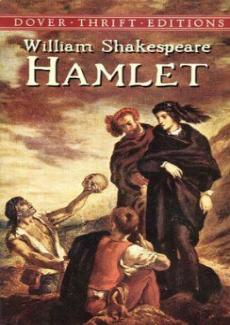 DOVER · THRIFT · EDITIONS
William Shakespeare
HAMLET